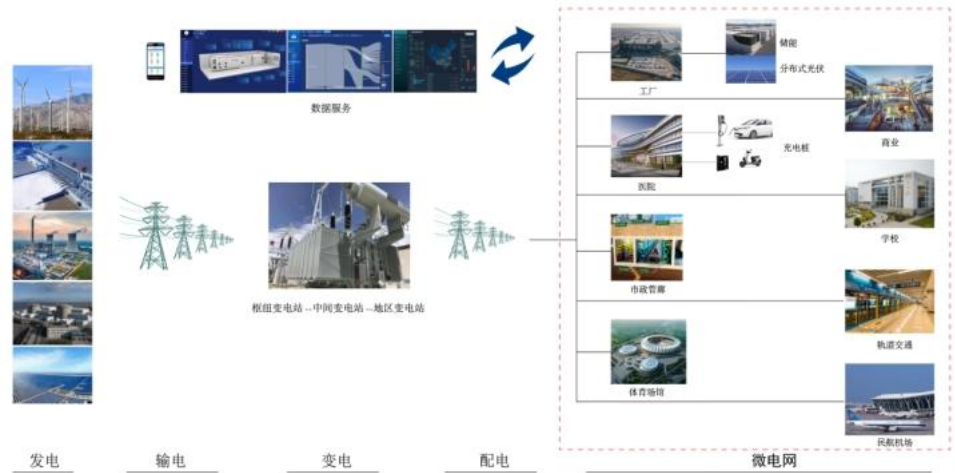 数据服务
工厂
储能
分布式光伏
商业
医院
充电桩
学校
枢纽变电站--中间变电站--地区变电站
市政管廊
轨道交通
体育场馆
民航机场
发电
输电
变电
配电
微电网